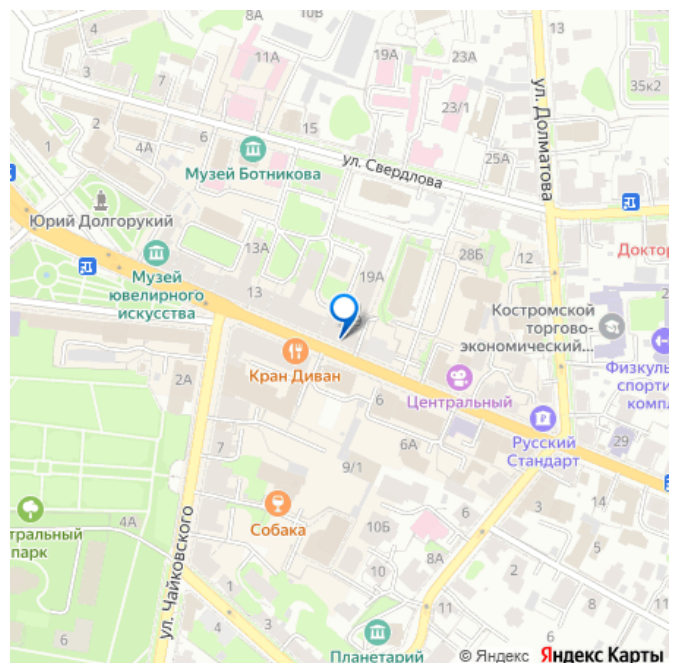 8А
10В
3
11А
19А
23А
13
7
4
23/1
35к2
ул. Долматова
2
15
1
4А
6
25А
Музей Ботникова
ул. Свердлова
Юрий Долгорукий
13А
28Б
12
Доктор
Музей
ювелирного
искусства
13
19А
2
Костромской
торгово-
экономический...
Физкуль
спорти
компл
Кран Диван
2А
6
Центральный
Русский
Стандарт
29
7
6А
9/1
14
3
Собака
4А
10Б
5
тральный
парк
ул. Чайковского
8А
10
1
3
11
8
6
Планетарий
© Яндекс Яндекс Карты